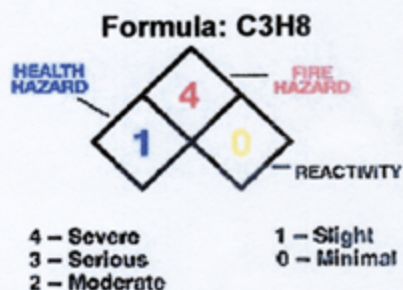 Formula: C3H8
HEALTH
HAZARD
FIRE
HAZARD
4
1
0
REACTIVITY
4 – Severe
3 – Serious
2 – Moderate
1 – Slight
0 – Minimal